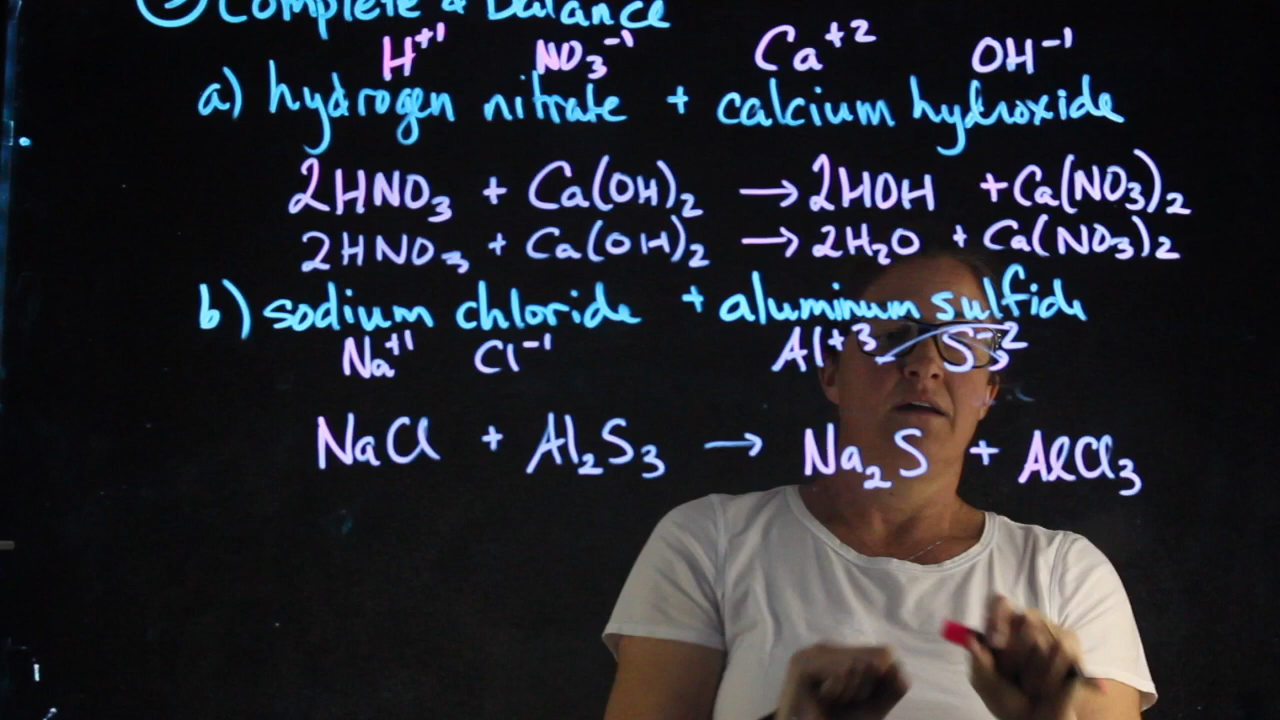 Complete & Balance
H⁺¹ NO₃⁻¹ Ca⁺² OH⁻¹
a) hydrogen nitrate + calcium hydroxide
2HNO₃ + Ca(OH)₂ → 2HOH + Ca(NO₃)₂
2HNO₃ + Ca(OH)₂ → 2H₂O + Ca(NO₃)₂
b) sodium chloride + aluminum sulfide
Na⁺¹ Cl⁻¹ Al⁺³ S⁻²
NaCl + Al₂S₃ → Na₂S + AlCl₃